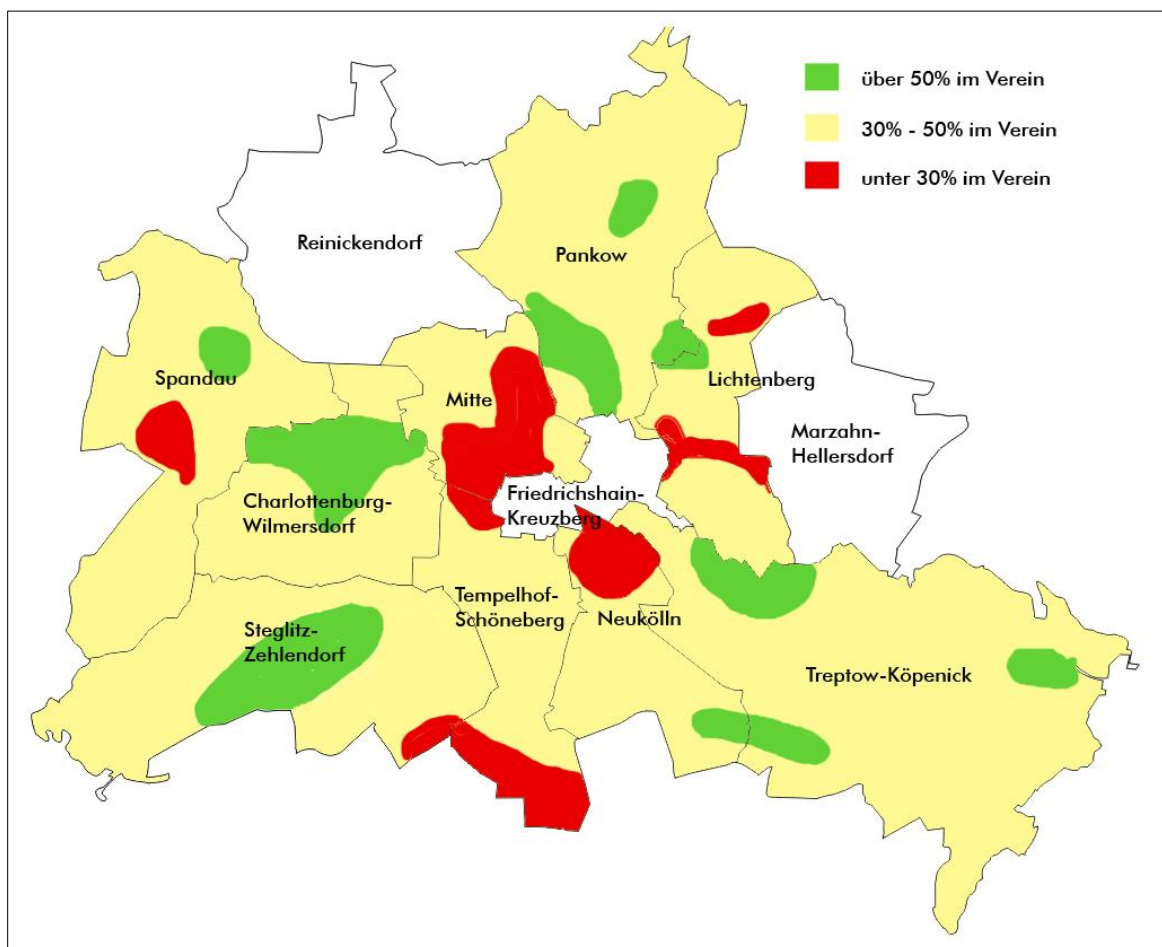 über 50% im Verein
30% - 50% im Verein
unter 30% im Verein
Reinickendorf
Pankow
Spandau
Mitte
Lichtenberg
Marzahn-
Hellersdorf
Charlottenburg-
Wilmersdorf
Friedrichshain-
Kreuzberg
Tempelhof-
Schöneberg
Neukölln
Steglitz-
Zehlendorf
Treptow-Köpenick